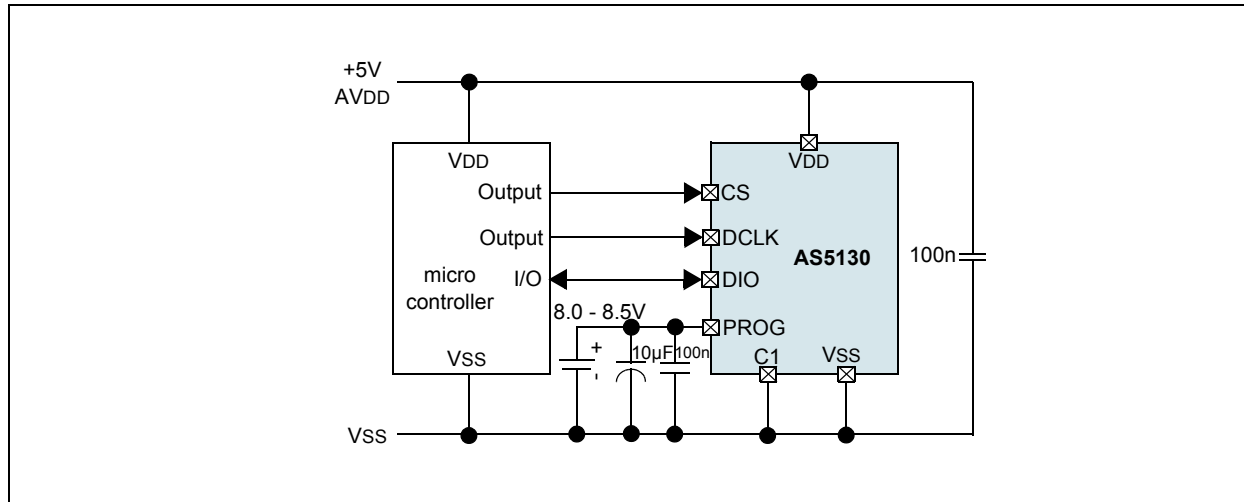 +5V
AVDD
VDD
VDD
Output
CS
Output
DCLK
AS5130
100n
micro
controller
I/O
DIO
8.0 - 8.5V
PROG
+
-
10µF
100n
VSS
C1
VSS
VSS